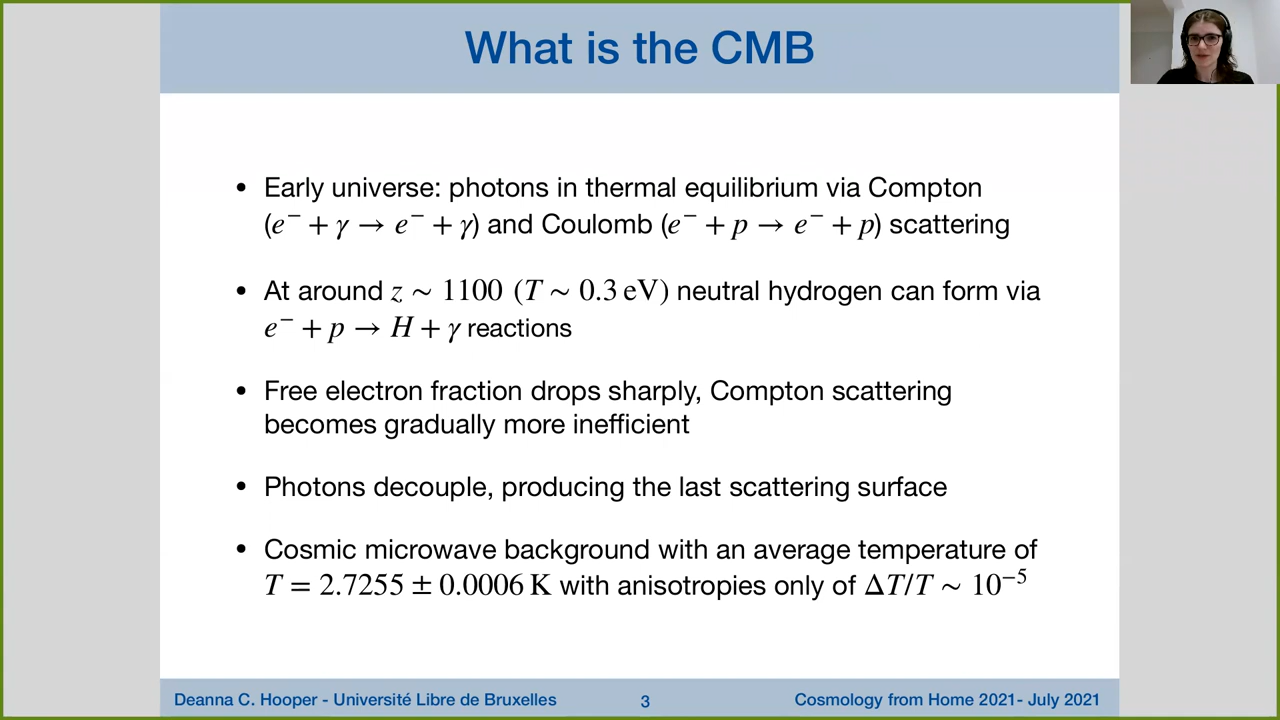 What is the CMB
• Early universe: photons in thermal equilibrium via Compton
(e⁻ + γ → e⁻ + γ) and Coulomb (e⁻ + p → e⁻ + p) scattering
• At around z ∼ 1100 (T ∼ 0.3 eV) neutral hydrogen can form via
e⁻ + p → H + γ reactions
• Free electron fraction drops sharply, Compton scattering
becomes gradually more inefficient
• Photons decouple, producing the last scattering surface
• Cosmic microwave background with an average temperature of
T = 2.7255 ± 0.0006 K with anisotropies only of ΔT/T ∼ 10⁻⁵
Deanna C. Hooper - Université Libre de Bruxelles 3 Cosmology from Home 2021- July 2021